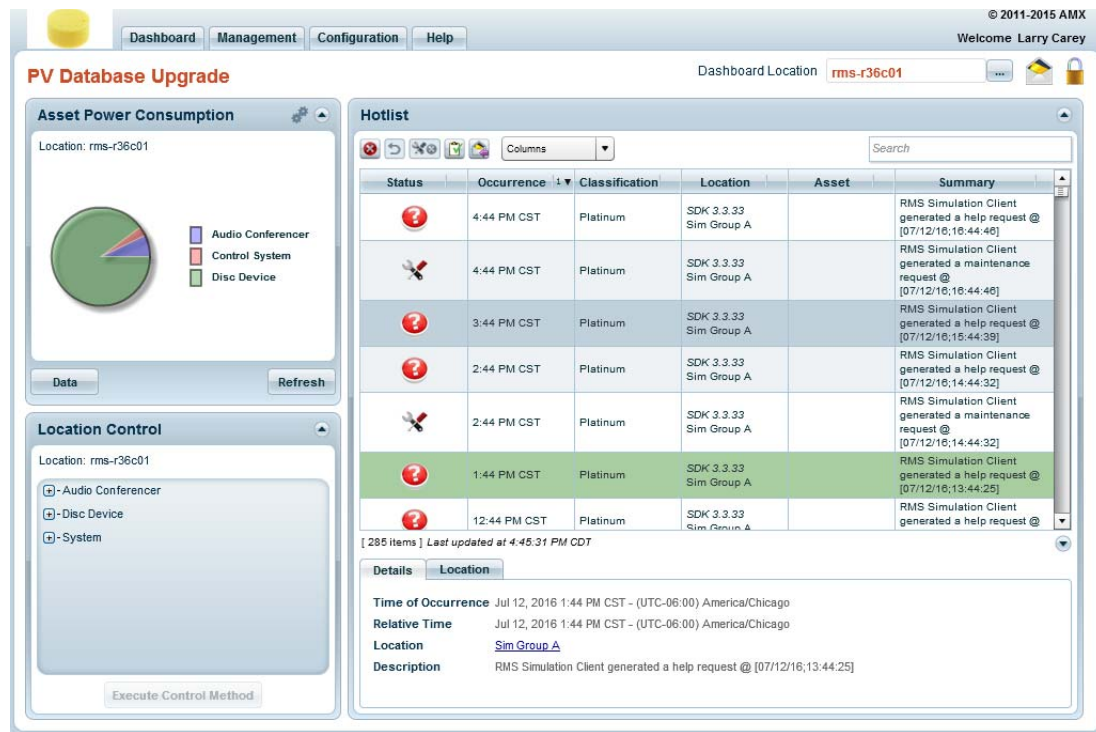 © 2011-2015 AMX
Dashboard Management Configuration Help
Welcome Larry Carey
PV Database Upgrade
Dashboard Location rms-r36c01 ...
Asset Power Consumption
Location: rms-r36c01
Audio Conferencer
Control System
Disc Device
Data Refresh
Location Control
Location: rms-r36c01
Audio Conferencer
Disc Device
System
Execute Control Method
Hotlist
Columns
Search
Status Occurrence 1 Classification Location Asset Summary
4:44 PM CST Platinum SDK 3.3.33
Sim Group A
RMS Simulation Client
generated a help request @
[07/12/16;16:44:46]
4:44 PM CST Platinum SDK 3.3.33
Sim Group A
RMS Simulation Client
generated a maintenance
request @
[07/12/16;16:44:46]
3:44 PM CST Platinum SDK 3.3.33
Sim Group A
RMS Simulation Client
generated a help request @
[07/12/16;15:44:39]
2:44 PM CST Platinum SDK 3.3.33
Sim Group A
RMS Simulation Client
generated a help request @
[07/12/16;14:44:32]
2:44 PM CST Platinum SDK 3.3.33
Sim Group A
RMS Simulation Client
generated a maintenance
request @
[07/12/16;14:44:32]
1:44 PM CST Platinum SDK 3.3.33
Sim Group A
RMS Simulation Client
generated a help request @
[07/12/16;13:44:25]
12:44 PM CST Platinum SDK 3.3.33
Sim Group A
RMS Simulation Client
generated a help request @
[ 285 items ] Last updated at 4:45:31 PM CDT
Details Location
Time of Occurrence Jul 12, 2016 1:44 PM CST - (UTC-06:00) America/Chicago
Relative Time Jul 12, 2016 1:44 PM CST - (UTC-06:00) America/Chicago
Location Sim Group A
Description RMS Simulation Client generated a help request @ [07/12/16;13:44:25]